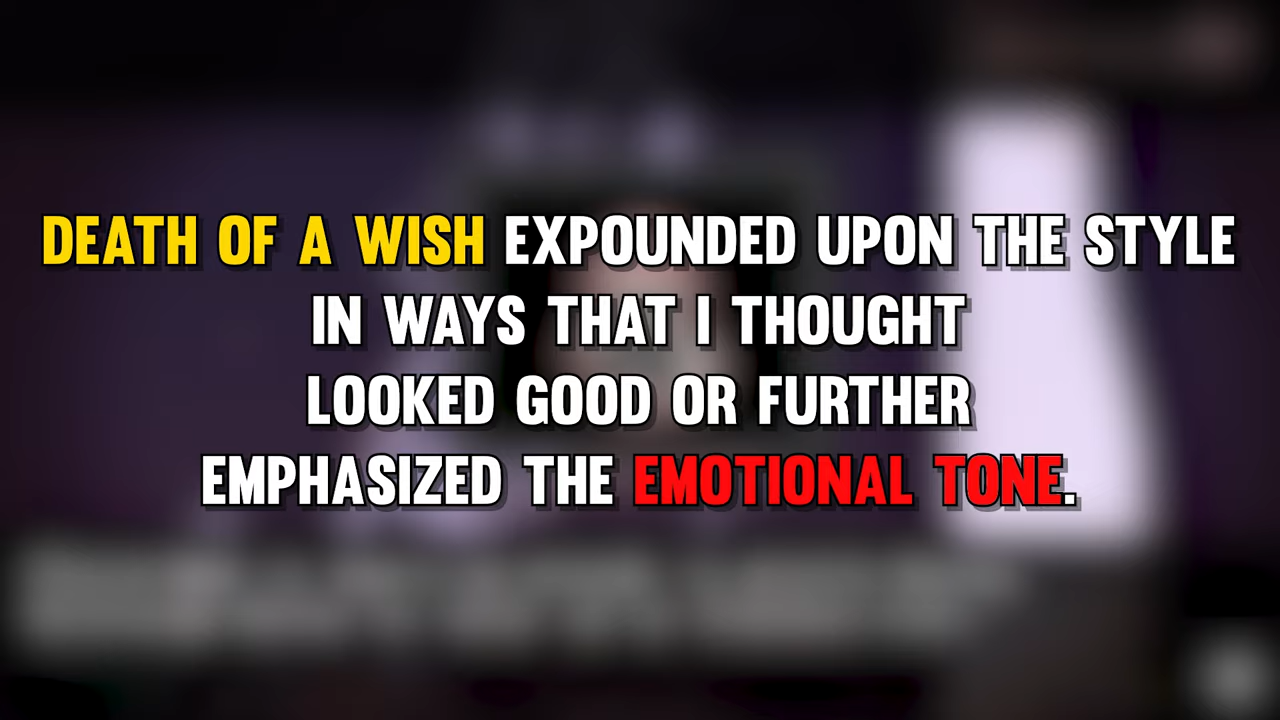 DEATH OF A WISH EXPOUNDED UPON THE STYLE
IN WAYS THAT I THOUGHT
LOOKED GOOD OR FURTHER
EMPHASIZED THE EMOTIONAL TONE.